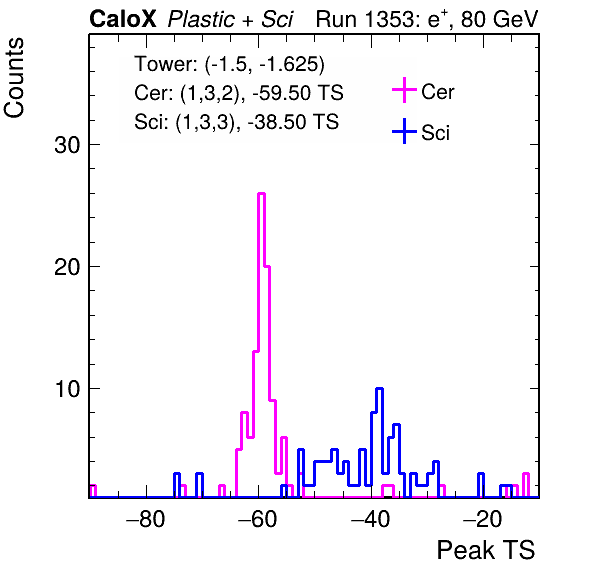 CaloX Plastic + Sci Run 1353: e+, 80 GeV
Counts
Tower: (-1.5, -1.625)
Cer: (1,3,2), -59.50 TS
Sci: (1,3,3), -38.50 TS
Cer
Sci
30
20
10
−80 −60 −40 −20
Peak TS